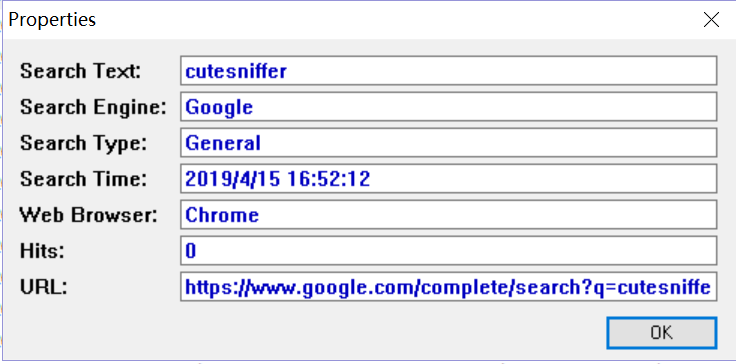 Properties
Search Text: cutesniffer
Search Engine: Google
Search Type: General
Search Time: 2019/4/15 16:52:12
Web Browser: Chrome
Hits: 0
URL: https://www.google.com/complete/search?q=cutesniffe
OK